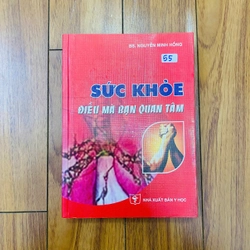 BS. NGUYỄN MINH HỒNG
55
SỨC KHỎE
ĐIỀU MÀ BẠN QUAN TÂM
NHÀ XUẤT BẢN Y HỌC